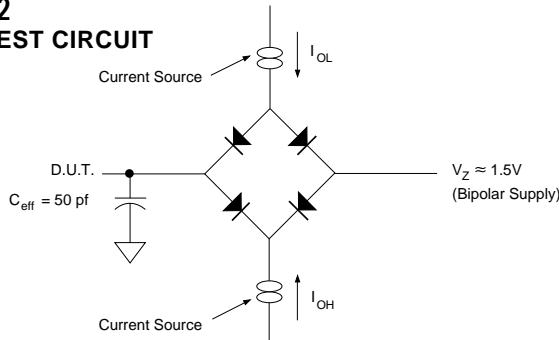 2
EST CIRCUIT
I_OL
Current Source
D.U.T.
C_eff = 50 pf
V_Z ≈ 1.5V
(Bipolar Supply)
I_OH
Current Source